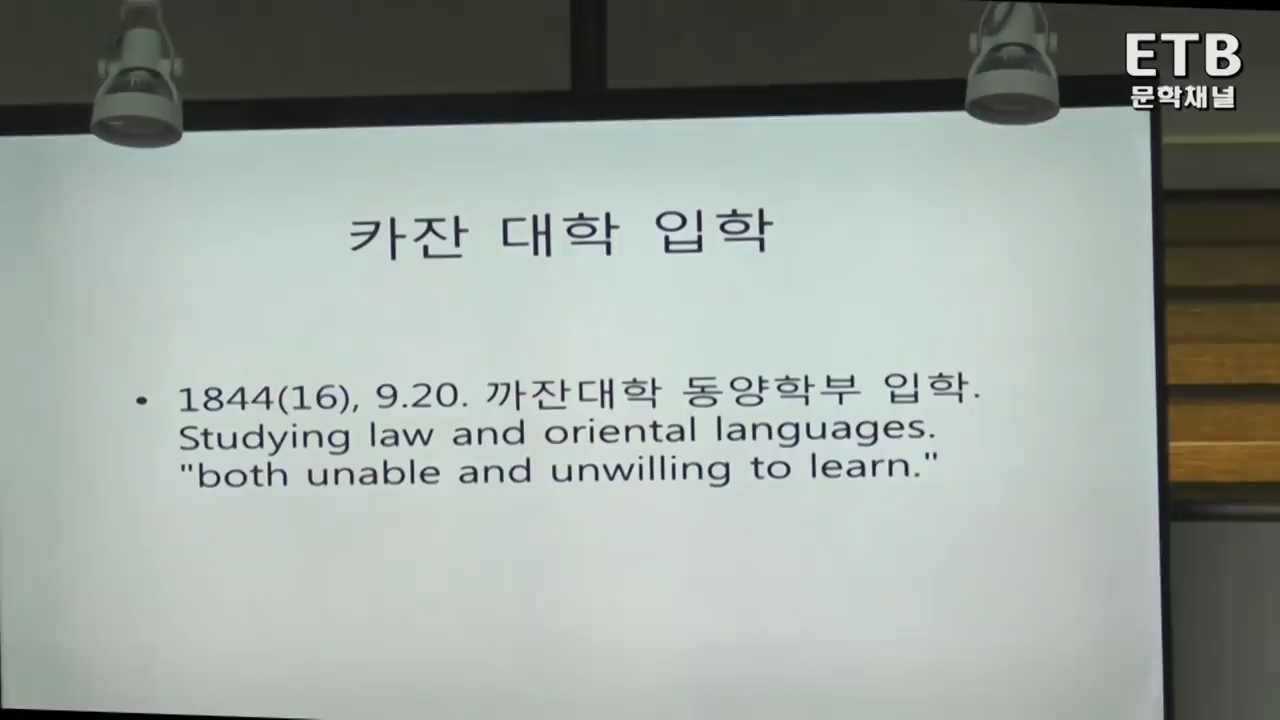 ETB
문학채널
카잔 대학 입학
• 1844(16), 9.20. 까잔대학 동양학부 입학.
Studying law and oriental languages.
"both unable and unwilling to learn."